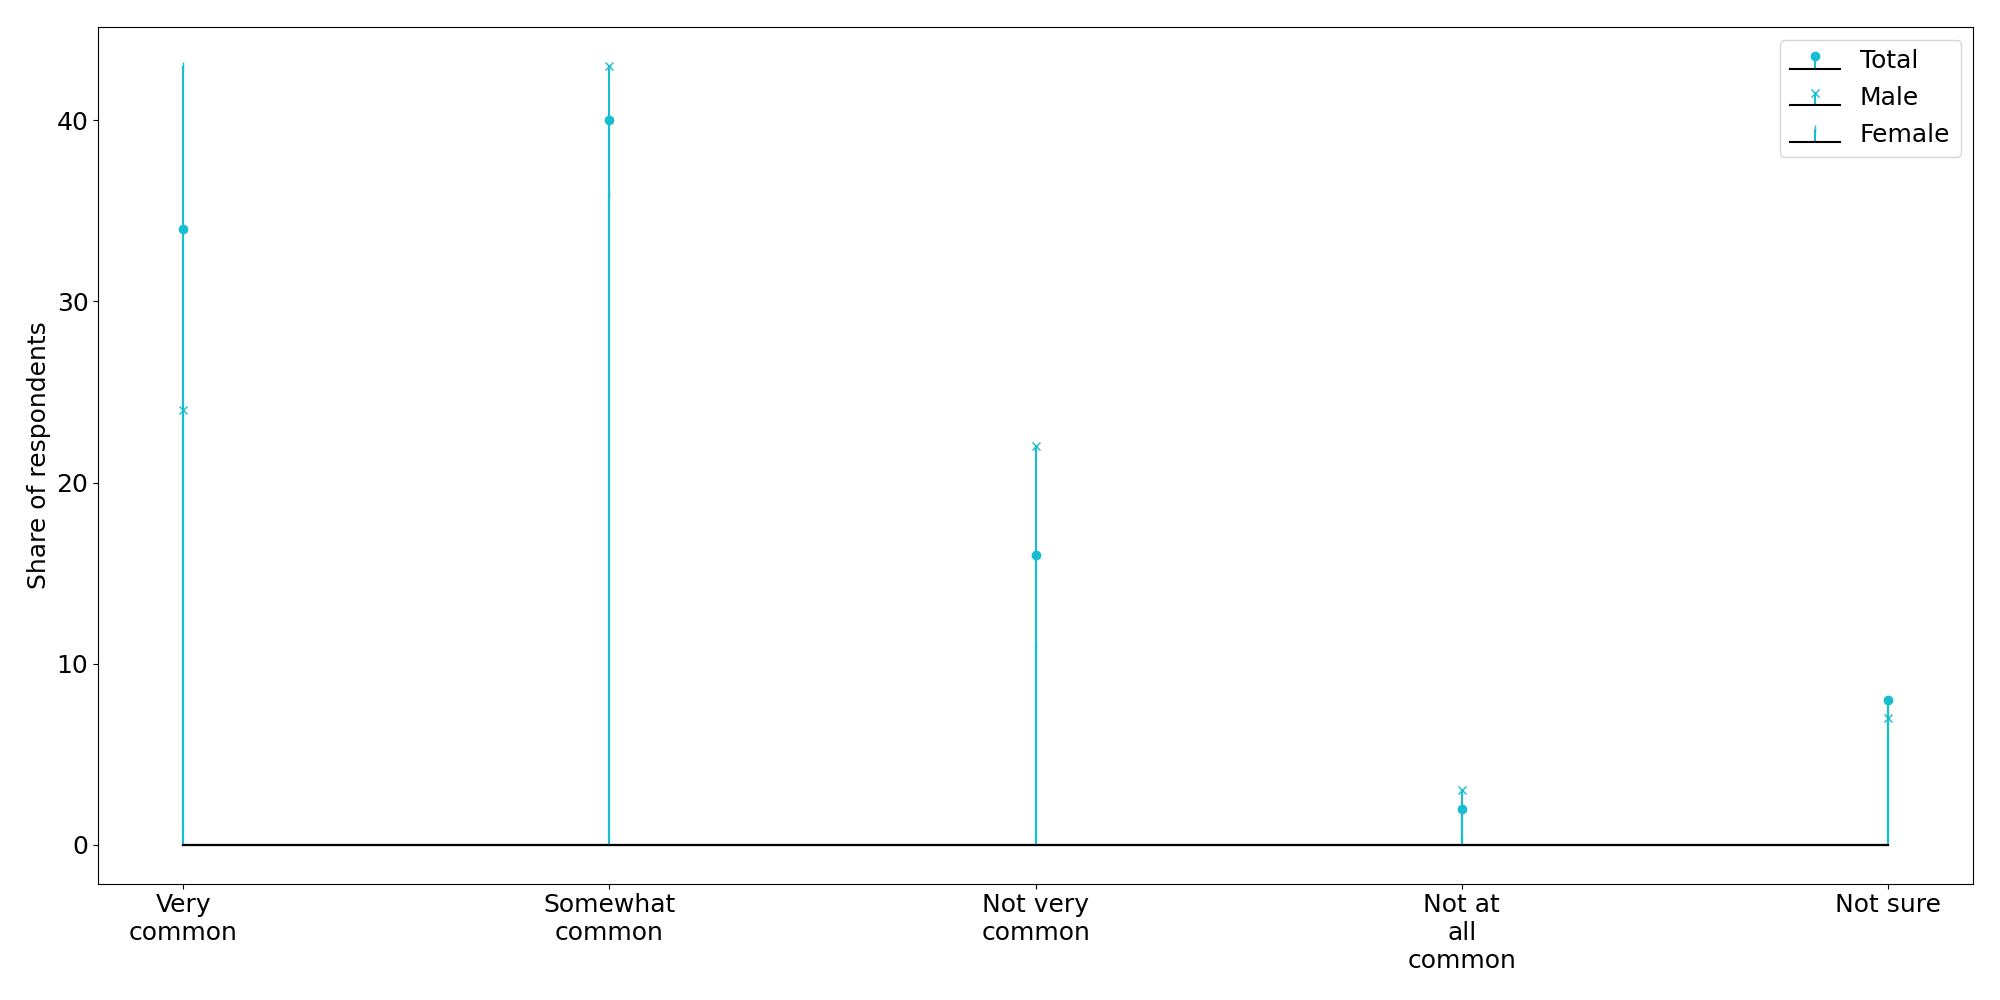 Total
Male
Female
40
30
20
10
0
Share of respondents
Very
common
Somewhat
common
Not very
common
Not at
all
common
Not sure